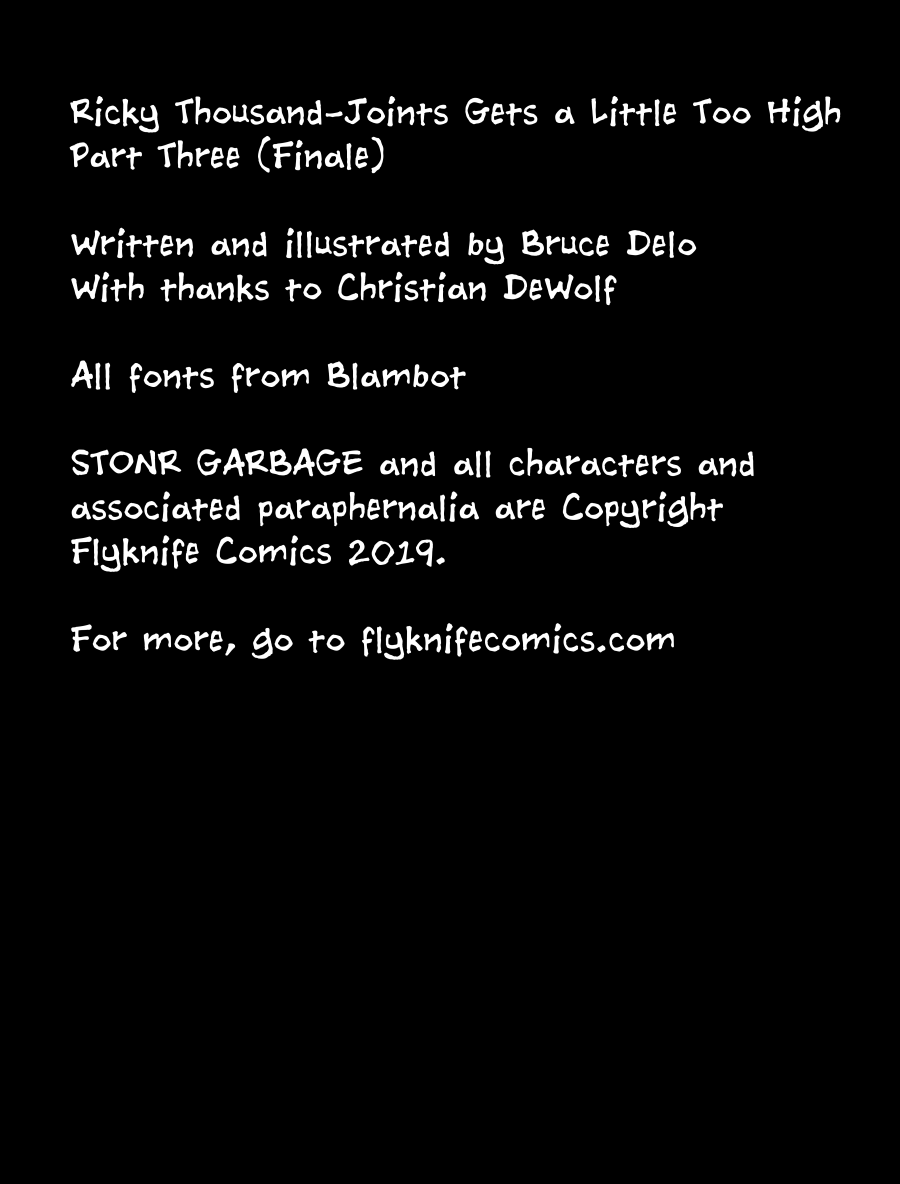 Ricky Thousand-Joints Gets a Little Too High
Part Three (Finale)
Written and illustrated by Bruce Delo
With thanks to Christian DeWolf
All fonts from Blambot
STONR GARBAGE and all characters and
associated paraphernalia are Copyright
Flyknife Comics 2019.
For more, go to flyknifecomics.com